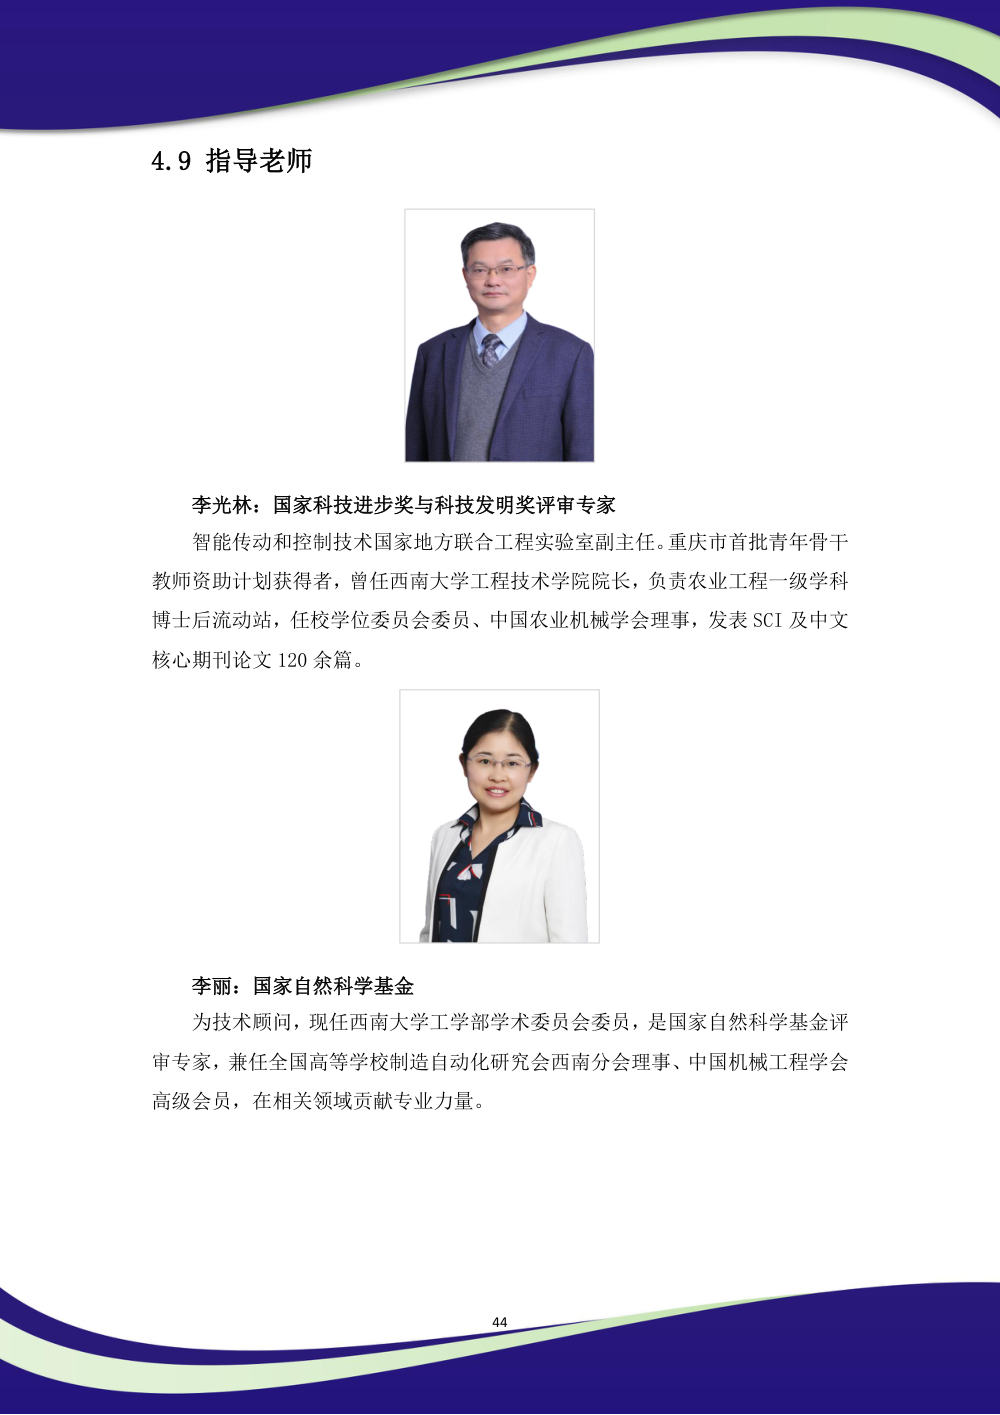 4.9 指导老师
李光林：国家科技进步奖与科技发明奖评审专家
智能传动和控制技术国家地方联合工程实验室副主任。重庆市首批青年骨干
教师资助计划获得者，曾任西南大学工程技术学院院长，负责农业工程一级学科
博士后流动站，任校学位委员会委员、中国农业机械学会理事，发表 SCI 及中文
核心期刊论文 120 余篇。
李丽：国家自然科学基金
为技术顾问，现任西南大学工学部学术委员会委员，是国家自然科学基金评
审专家，兼任全国高等学校制造自动化研究会西南分会理事、中国机械工程学会
高级会员，在相关领域贡献专业力量。
44